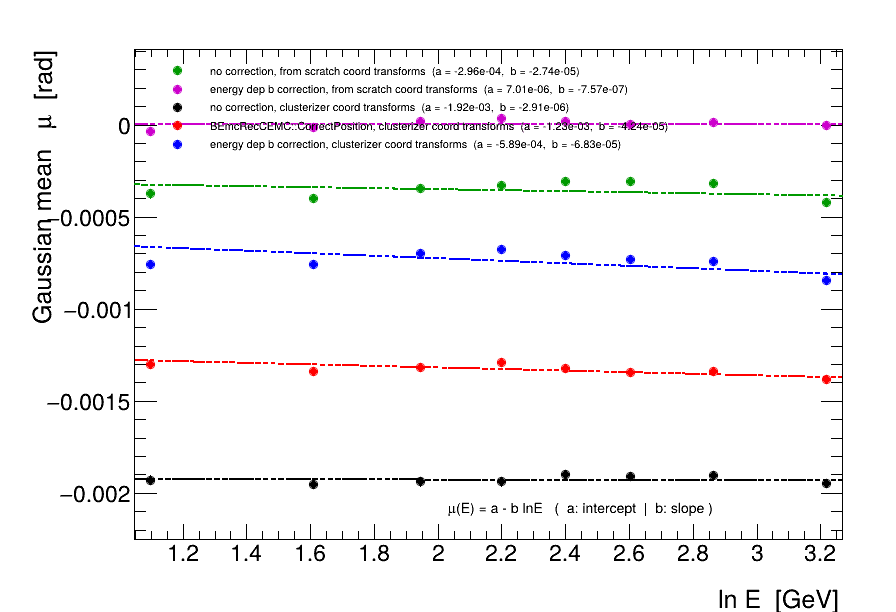 no correction, from scratch coord transforms (a = -2.96e-04, b = -2.74e-05)
energy dep b correction, from scratch coord transforms (a = 7.01e-06, b = -7.57e-07)
no correction, clusterizer coord transforms (a = -1.92e-03, b = -2.91e-06)
BEmcRecCEMC::CorrectPosition, clusterizer coord transforms (a = -1.23e-03, b = -4.24e-05)
energy dep b correction, clusterizer coord transforms (a = -5.89e-04, b = -6.83e-05)
Gaussian mean μ [rad]
0
−0.0005
−0.001
−0.0015
−0.002
μ(E) = a - b lnE ( a: intercept | b: slope )
1.2 1.4 1.6 1.8 2 2.2 2.4 2.6 2.8 3 3.2
ln E [GeV]